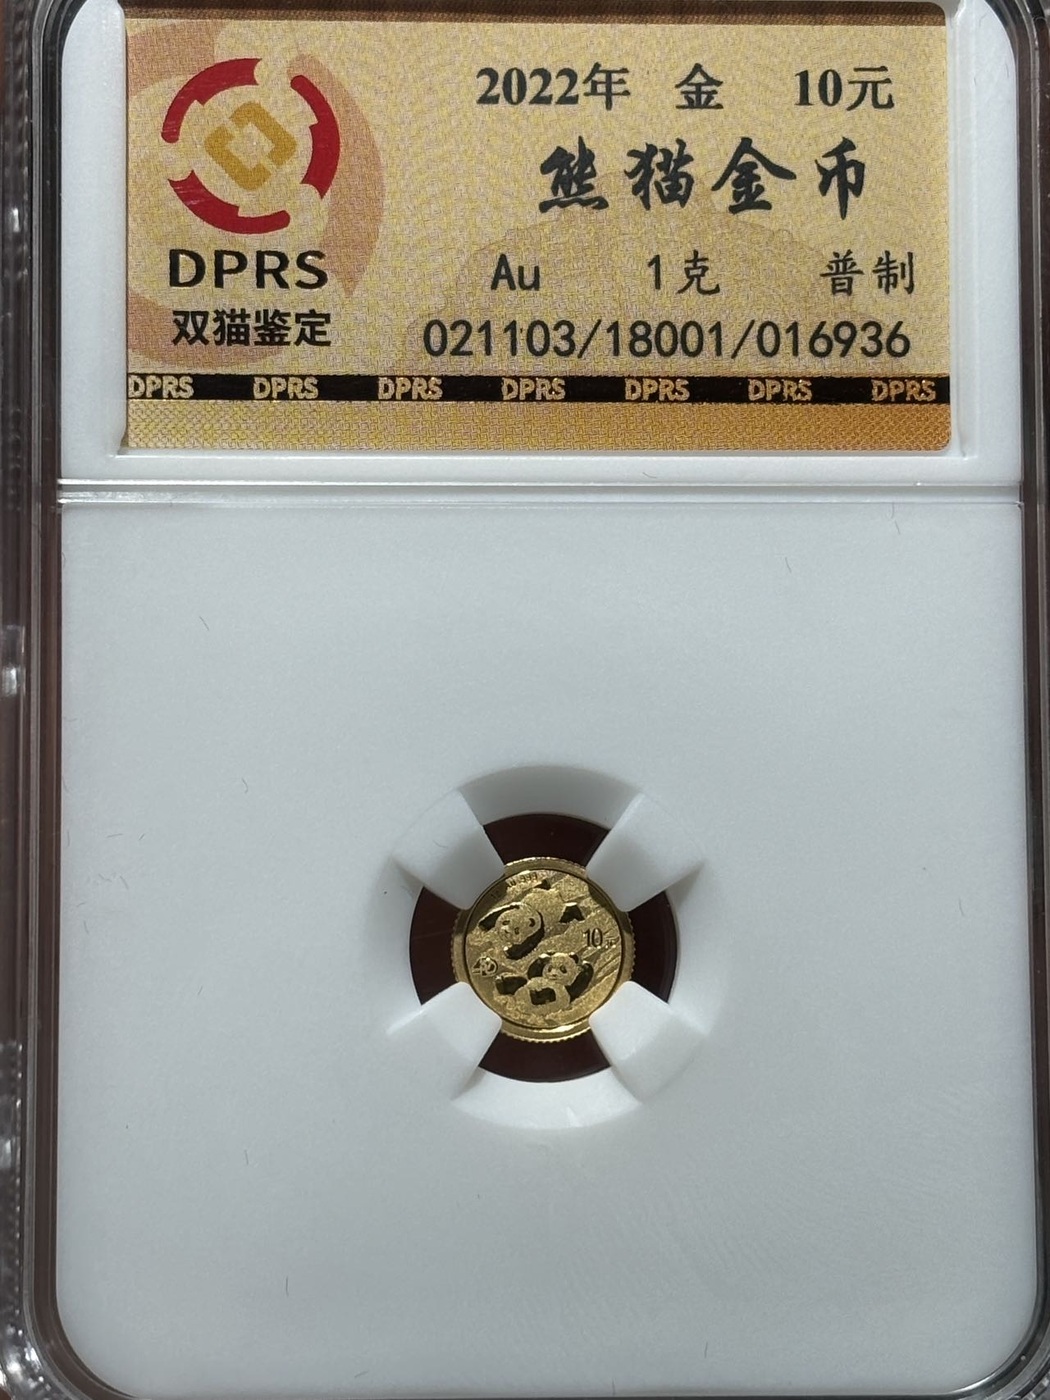 2022年 金 10元
熊猫金币
DPRS
双猫鉴定
Au 1克 普制
021103/18001/016936
DPRS DPRS DPRS DPRS DPRS DPRS DPRS
10元